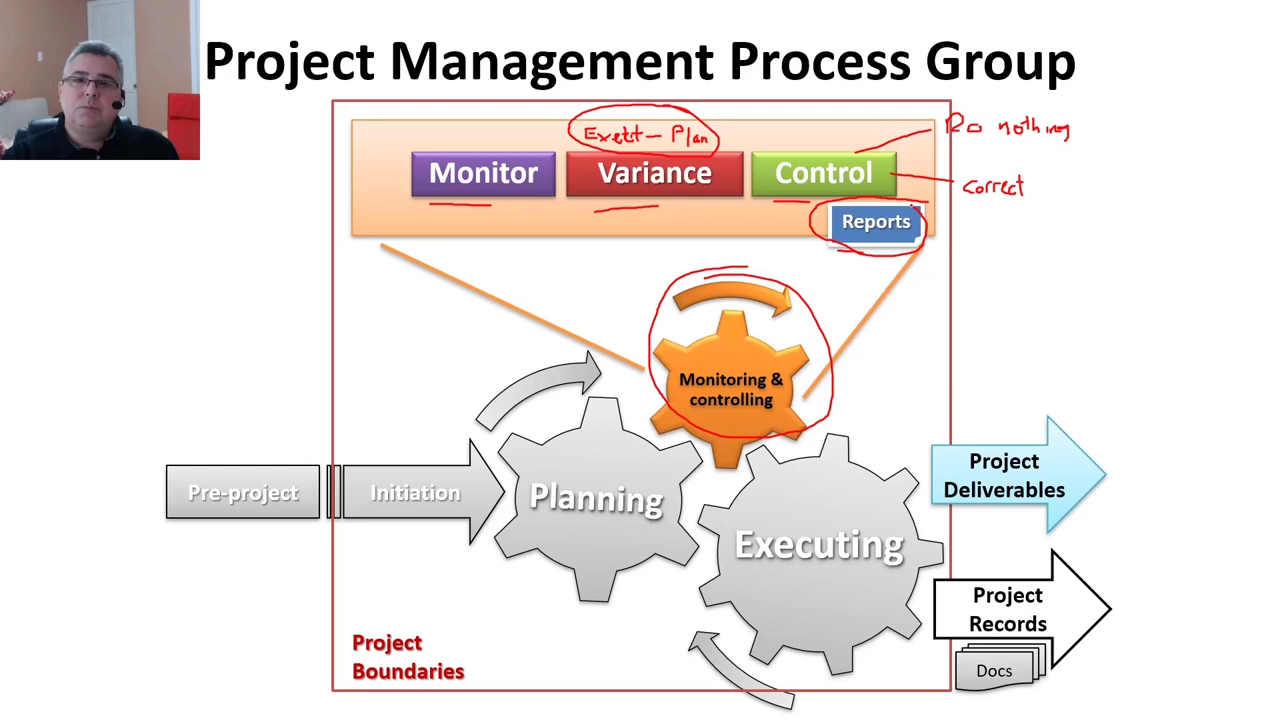 Project Management Process Group
Plan
Do nothing
Monitor
Variance
Control
Correct
Reports
Monitoring &
controlling
Pre-project
Initiation
Planning
Executing
Project
Deliverables
Project
Records
Docs
Project
Boundaries